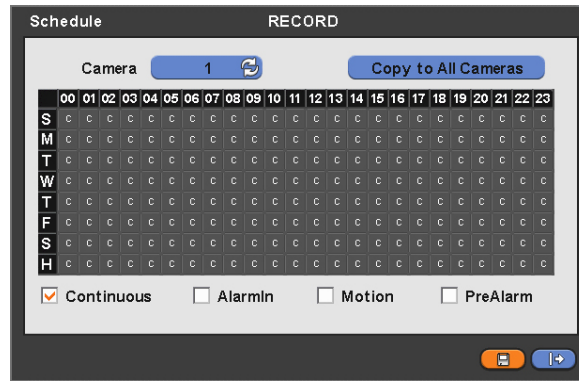 Schedule RECORD
Camera 1 Copy to All Cameras
00 01 02 03 04 05 06 07 08 09 10 11 12 13 14 15 16 17 18 19 20 21 22 23
S C C C C C C C C C C C C C C C C C C C C C C C C
M C C C C C C C C C C C C C C C C C C C C C C C C
T C C C C C C C C C C C C C C C C C C C C C C C C
W C C C C C C C C C C C C C C C C C C C C C C C C
T C C C C C C C C C C C C C C C C C C C C C C C C
F C C C C C C C C C C C C C C C C C C C C C C C C
S C C C C C C C C C C C C C C C C C C C C C C C C
H C C C C C C C C C C C C C C C C C C C C C C C C
Continuous AlarmIn Motion PreAlarm